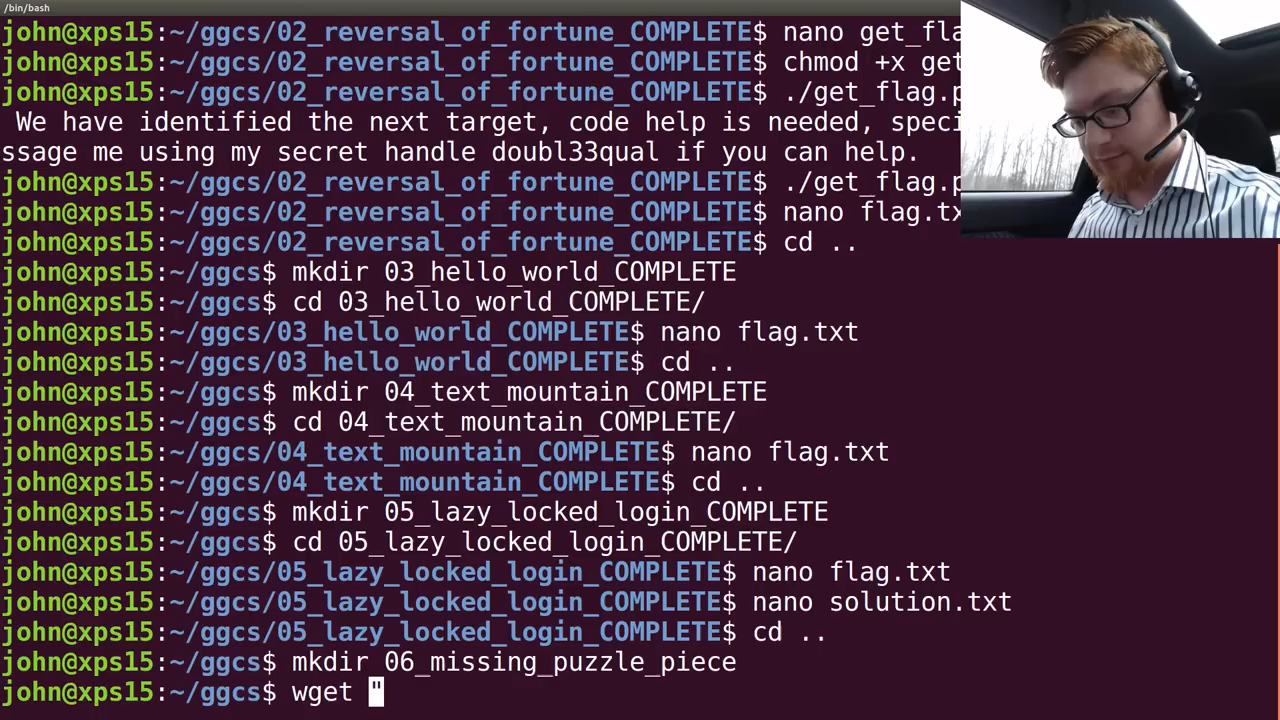 /bin/bash
john@xps15:~/ggcs/02_reversal_of_fortune_COMPLETE$ nano get_fla
john@xps15:~/ggcs/02_reversal_of_fortune_COMPLETE$ chmod +x get
john@xps15:~/ggcs/02_reversal_of_fortune_COMPLETE$ ./get_flag.p
We have identified the next target, code help is needed, speci
ssage me using my secret handle doubl33qual if you can help.
john@xps15:~/ggcs/02_reversal_of_fortune_COMPLETE$ ./get_flag.p
john@xps15:~/ggcs/02_reversal_of_fortune_COMPLETE$ nano flag.tx
john@xps15:~/ggcs/02_reversal_of_fortune_COMPLETE$ cd ..
john@xps15:~/ggcs$ mkdir 03_hello_world_COMPLETE
john@xps15:~/ggcs$ cd 03_hello_world_COMPLETE/
john@xps15:~/ggcs/03_hello_world_COMPLETE$ nano flag.txt
john@xps15:~/ggcs/03_hello_world_COMPLETE$ cd ..
john@xps15:~/ggcs$ mkdir 04_text_mountain_COMPLETE
john@xps15:~/ggcs$ cd 04_text_mountain_COMPLETE/
john@xps15:~/ggcs/04_text_mountain_COMPLETE$ nano flag.txt
john@xps15:~/ggcs/04_text_mountain_COMPLETE$ cd ..
john@xps15:~/ggcs$ mkdir 05_lazy_locked_login_COMPLETE
john@xps15:~/ggcs$ cd 05_lazy_locked_login_COMPLETE/
john@xps15:~/ggcs/05_lazy_locked_login_COMPLETE$ nano flag.txt
john@xps15:~/ggcs/05_lazy_locked_login_COMPLETE$ nano solution.txt
john@xps15:~/ggcs/05_lazy_locked_login_COMPLETE$ cd ..
john@xps15:~/ggcs$ mkdir 06_missing_puzzle_piece
john@xps15:~/ggcs$ wget "